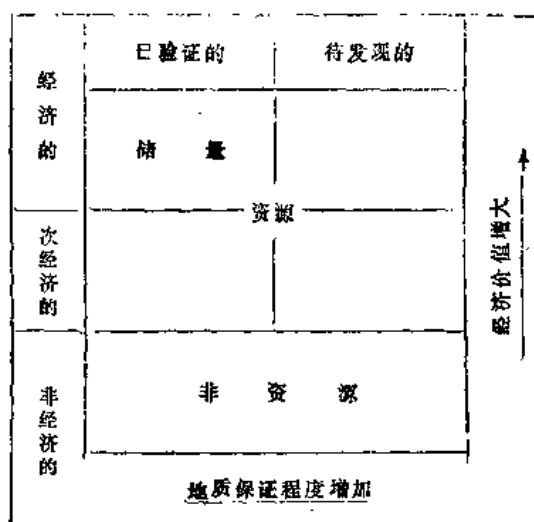 已验证的
待发现的
经济的
储量
资源
次经济的
非经济的
非资源
经济价值增大
地质保证程度增加